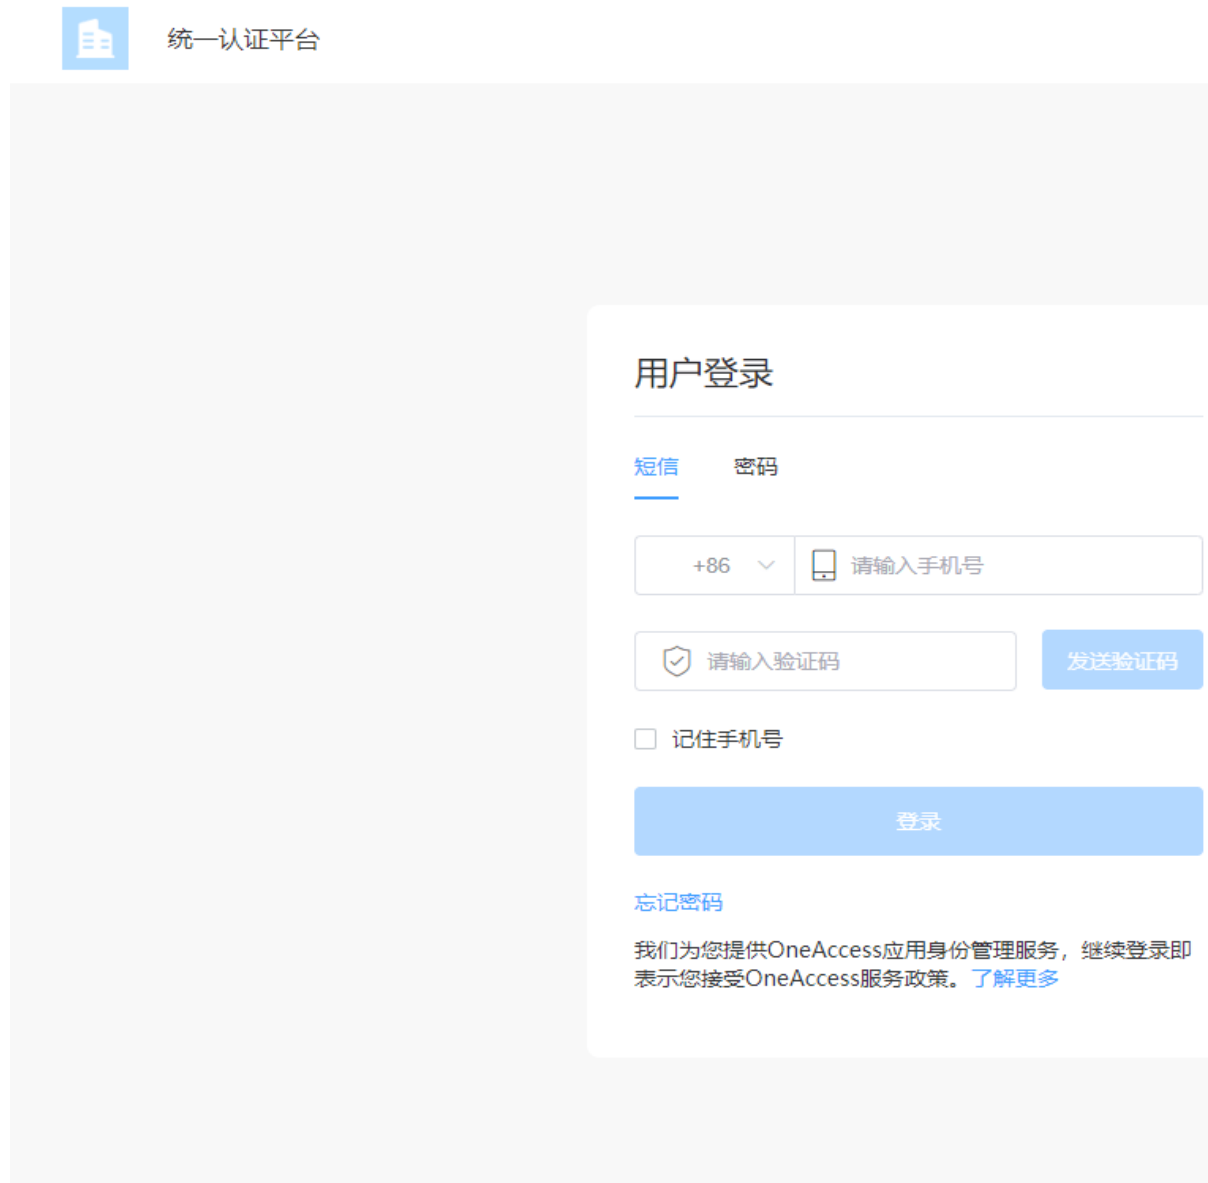 统一认证平台
用户登录
短信 密码
+86 请输入手机号
请输入验证码 发送验证码
记住手机号
登录
忘记密码
我们为您提供OneAccess应用身份管理服务，继续登录即
表示您接受OneAccess服务政策。了解更多